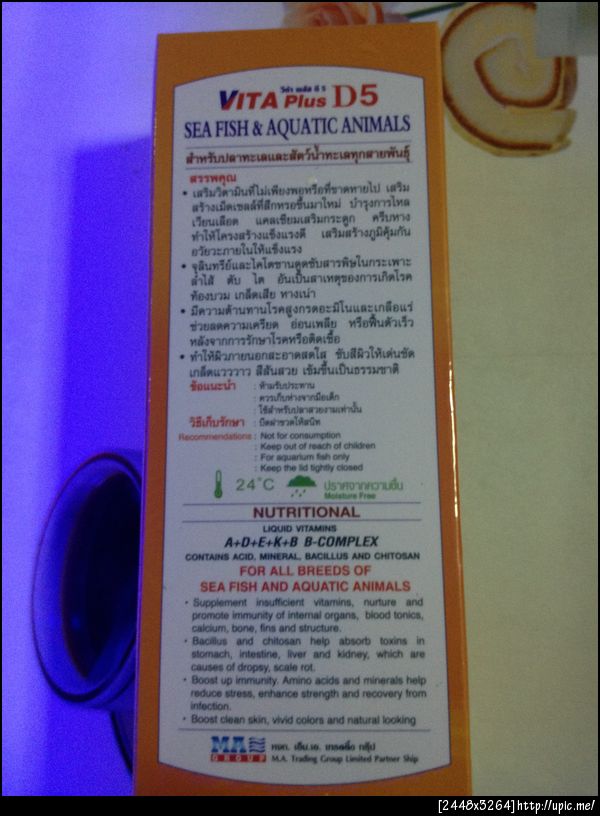 วีต้า พลัส ดี 5
VITA Plus D5
SEA FISH & AQUATIC ANIMALS
สำหรับปลาทะเลและสัตว์น้ำทะเลทุกสายพันธุ์
สรรพคุณ
• เสริมวิตามินที่ไม่เพียงพอหรือที่ขาดหายไป เสริม
สร้างเม็ดเซลล์ที่สึกหรอขึ้นมาใหม่ บำรุงการไหล
เวียนเลือด แคลเซียมเสริมกระดูก ครีบหาง
ทำให้โครงสร้างแข็งแรงดี เสริมสร้างภูมิคุ้มกัน
อวัยวะภายในให้แข็งแรง
• จุลินทรีย์และไคโตซานดูดซับสารพิษในกระเพาะ
ลำไส้ ตับ ไต อันเป็นสาเหตุของการเกิดโรค
ท้องบวม เกล็ดเสีย หางเน่า
• มีความต้านทานโรคสูงกรดอะมิโนและเกลือแร่
ช่วยลดความเครียด อ่อนเพลีย หรือฟื้นตัวเร็ว
หลังจากการรักษาโรคหรือติดเชื้อ
• ทำให้ผิวภายนอกสะอาดสดใส ขับสีผิวให้เด่นชัด
เกล็ดแวววาว สีสันสวย เข้มขึ้นเป็นธรรมชาติ
ข้อแนะนำ : ห้ามรับประทาน
: ควรเก็บห่างจากมือเด็ก
: ใช้สำหรับปลาสวยงามเท่านั้น
วิธีเก็บรักษา : ปิดฝาขวดให้สนิท
Recommendations : Not for consumption
: Keep out of reach of children
: For aquarium fish only
: Keep the lid tightly closed
24°C ปราศจากความชื้น
Moisture Free
NUTRITIONAL
LIQUID VITAMINS
A+D+E+K+B B-COMPLEX
CONTAINS ACID, MINERAL, BACILLUS AND CHITOSAN
FOR ALL BREEDS OF
SEA FISH AND AQUATIC ANIMALS
• Supplement insufficient vitamins, nurture and
promote immunity of internal organs, blood tonics,
calcium, bone, fins and structure.
• Bacillus and chitosan help absorb toxins in
stomach, intestine, liver and kidney, which are
causes of dropsy, scale rot.
• Boost up immunity. Amino acids and minerals help
reduce stress, enhance strength and recovery from
infection.
• Boost clean skin, vivid colors and natural looking
MA GROUP
หจก. เอ็ม.เอ. เทรดดิ้ง กรุ๊ป
M.A. Trading Group Limited Partner Ship
[2448x3264]http://upic.me/